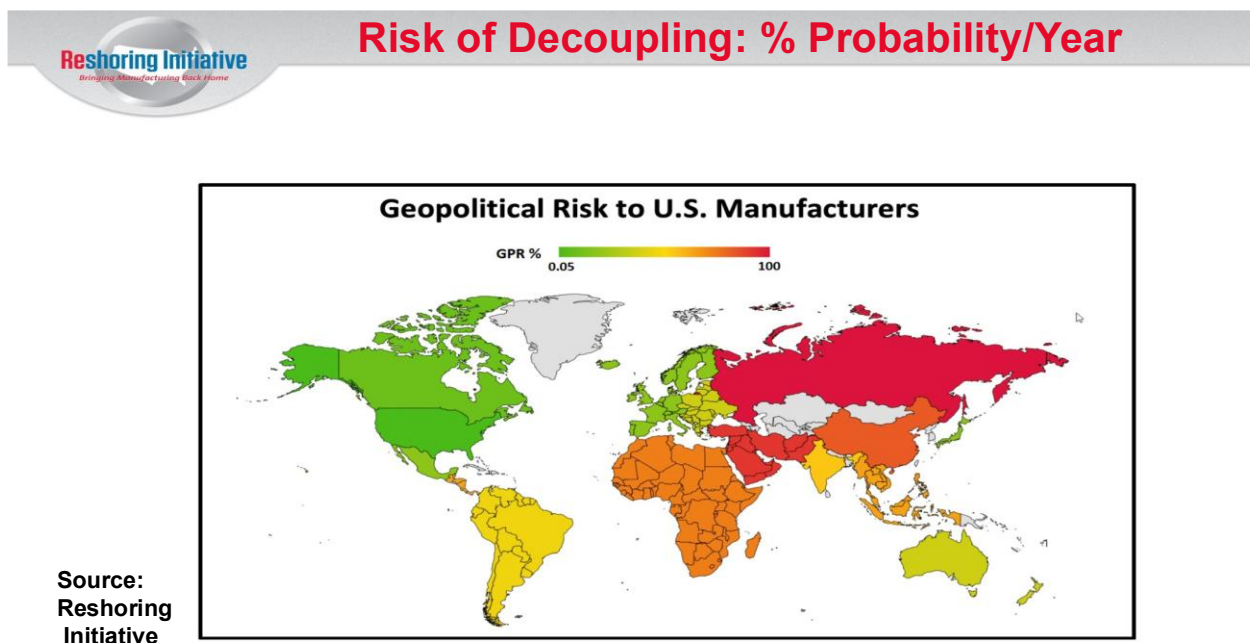 Reshoring Initiative
Bringing Manufacturing Back Home
Risk of Decoupling: % Probability/Year
Geopolitical Risk to U.S. Manufacturers
GPR %
0.05 100
Source:
Reshoring
Initiative